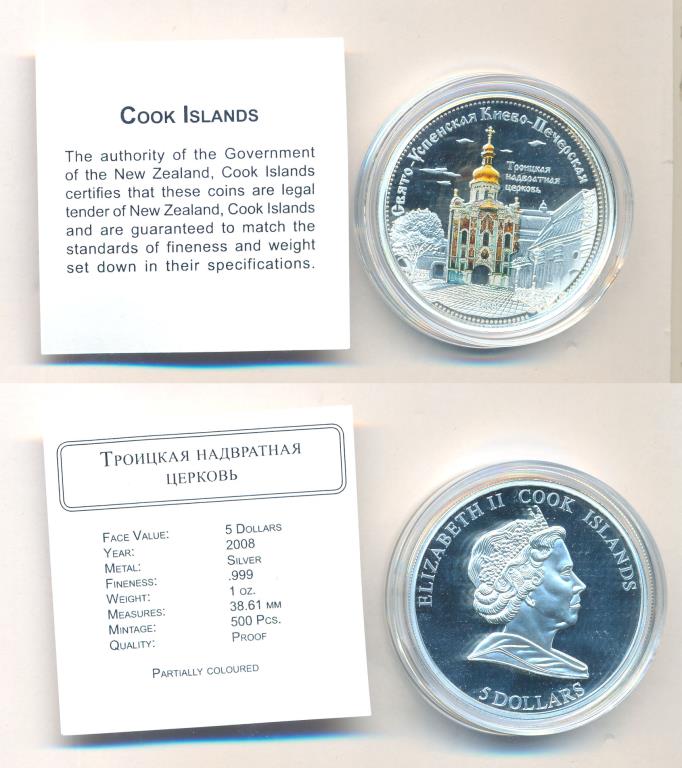 COOK ISLANDS
The authority of the Government
of the New Zealand, Cook Islands
certifies that these coins are legal
tender of New Zealand, Cook Islands
and are guaranteed to match the
standards of fineness and weight
set down in their specifications.
Свято-Успенская Киево-Печерская
Троицкая
надвратная
церковь
ТРОИЦКАЯ НАДВРАТНАЯ
ЦЕРКОВЬ
FACE VALUE: 5 DOLLARS
YEAR: 2008
METAL: SILVER
FINENESS: .999
WEIGHT: 1 OZ.
MEASURES: 38.61 MM
MINTAGE: 500 PCS.
QUALITY: PROOF
PARTIALLY COLOURED
ELIZABETH II COOK ISLANDS
5 DOLLARS